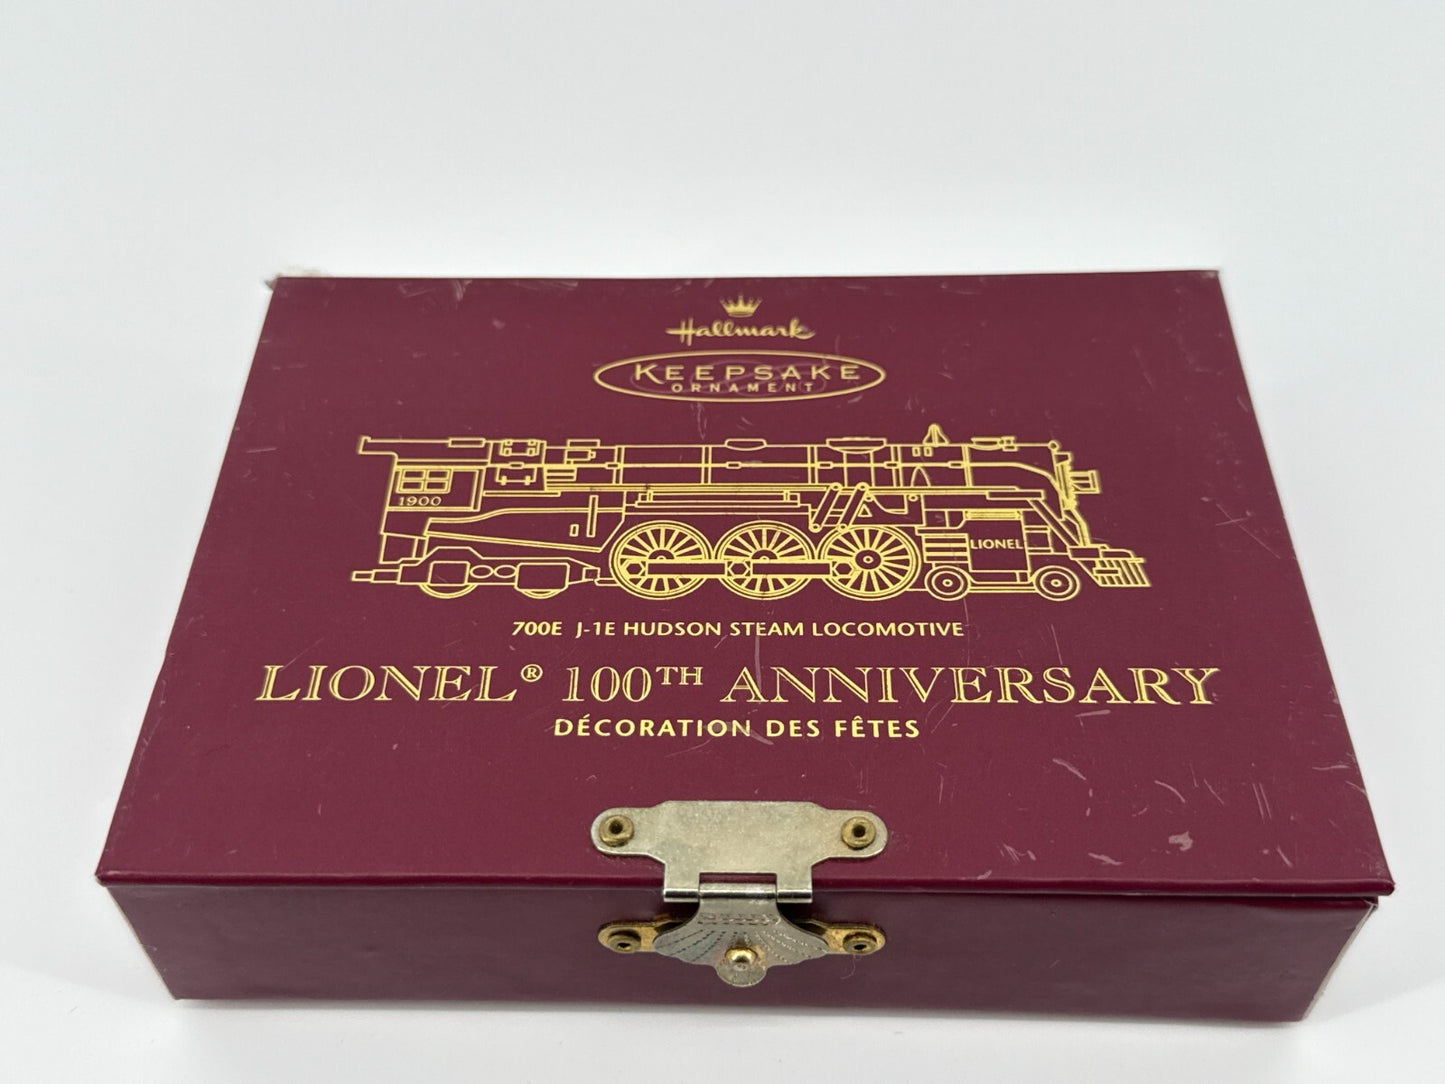 Hallmark
KEEPSAKE
ORNAMENT
1900
LIONEL
700E J-1E HUDSON STEAM LOCOMOTIVE
LIONEL® 100TH ANNIVERSARY
DÉCORATION DES FÊTES